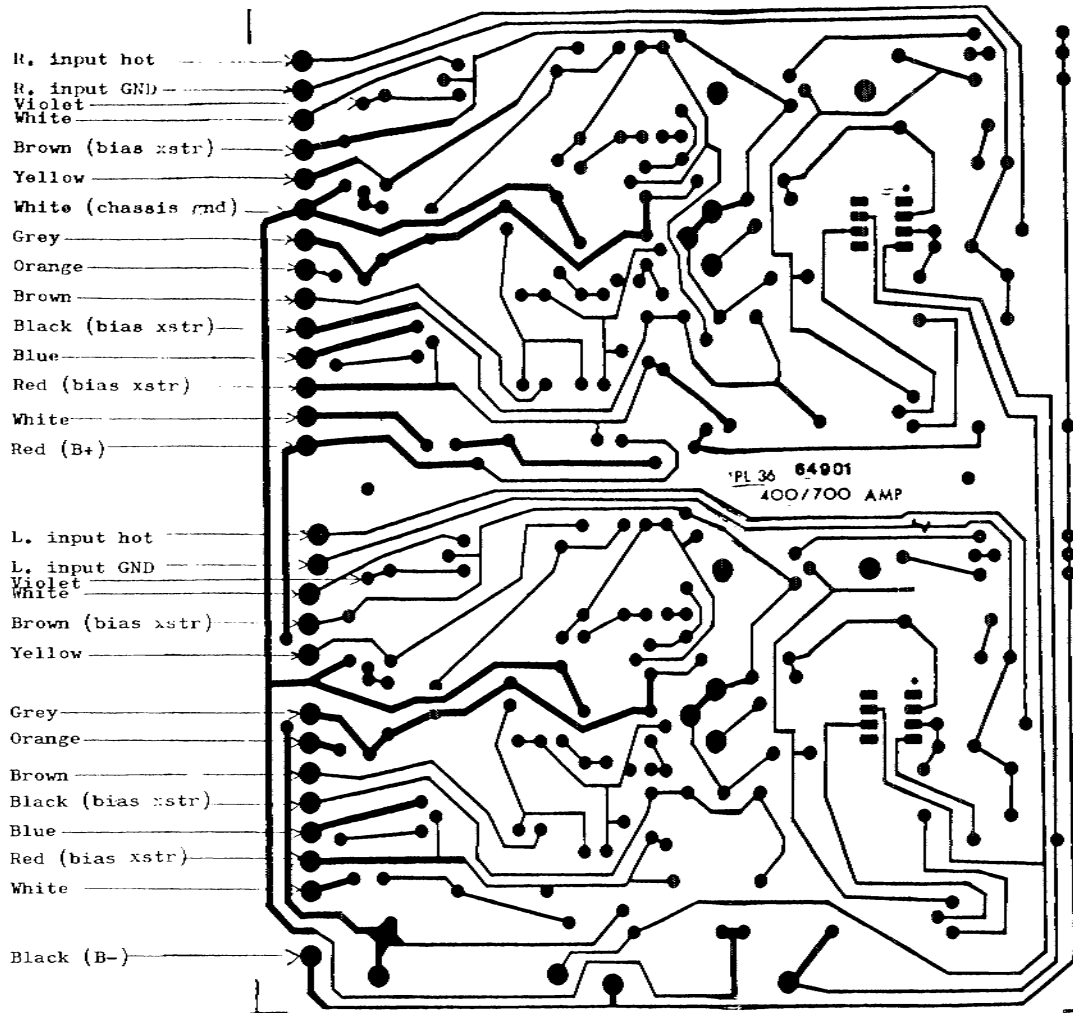 R. input hot
R. input GND
Violet
White
Brown (bias xstr)
Yellow
White (chassis gnd)
Grey
Orange
Brown
Black (bias xstr)
Blue
Red (bias xstr)
White
Red (B+)
PL 36 64901
400/700 AMP
L. input hot
L. input GND
Violet
White
Brown (bias xstr)
Yellow
Grey
Orange
Brown
Black (bias xstr)
Blue
Red (bias xstr)
White
Black (B-)